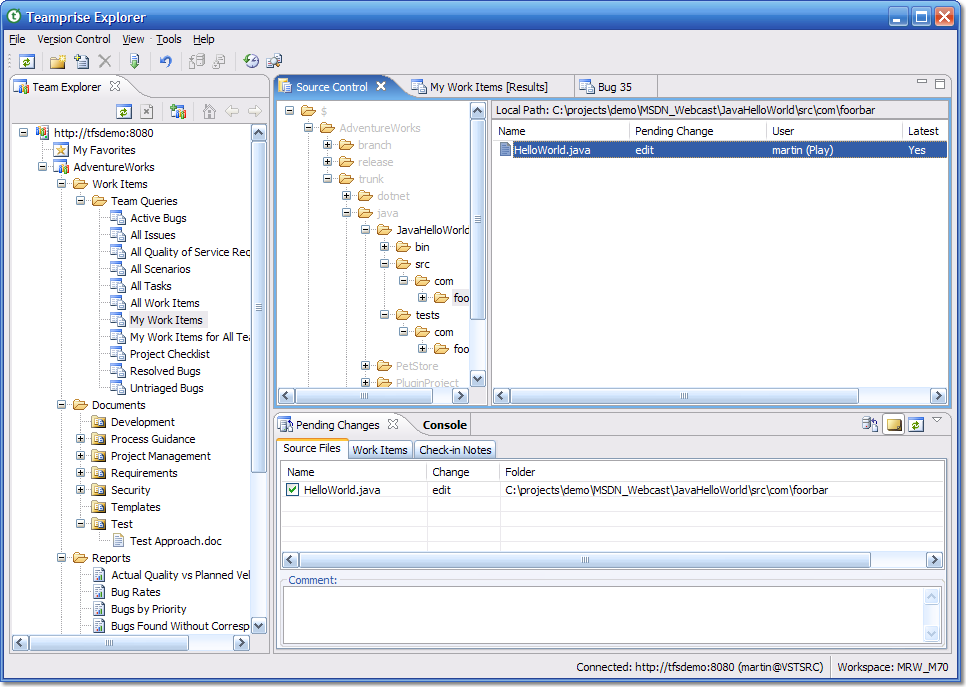 Teamprise Explorer
File Version Control View Tools Help
Team Explorer
http://tfsdemo:8080
My Favorites
AdventureWorks
Work Items
Team Queries
Active Bugs
All Issues
All Quality of Service Rec
All Scenarios
All Tasks
All Work Items
My Work Items
My Work Items for All Tea
Project Checklist
Resolved Bugs
Untriaged Bugs
Documents
Development
Process Guidance
Project Management
Requirements
Security
Templates
Test
Test Approach.doc
Reports
Actual Quality vs Planned Vel
Bug Rates
Bugs by Priority
Bugs Found Without Corresp
Source Control
My Work Items [Results]
Bug 35
$
AdventureWorks
branch
release
trunk
dotnet
java
JavaHelloWorld
bin
src
com
foo
tests
com
foo
PetStore
PluginProject
Local Path: C:\projects\demo\MSDN_Webcast\JavaHelloWorld\src\com\foorbar
Name Pending Change User Latest
HelloWorld.java edit martin (Play) Yes
Pending Changes
Console
Source Files Work Items Check-in Notes
Name Change Folder
HelloWorld.java edit C:\projects\demo\MSDN_Webcast\JavaHelloWorld\src\com\foorbar
Comment:
Connected: http://tfsdemo:8080 (martin@VSTSRC) Workspace: MRW_M70